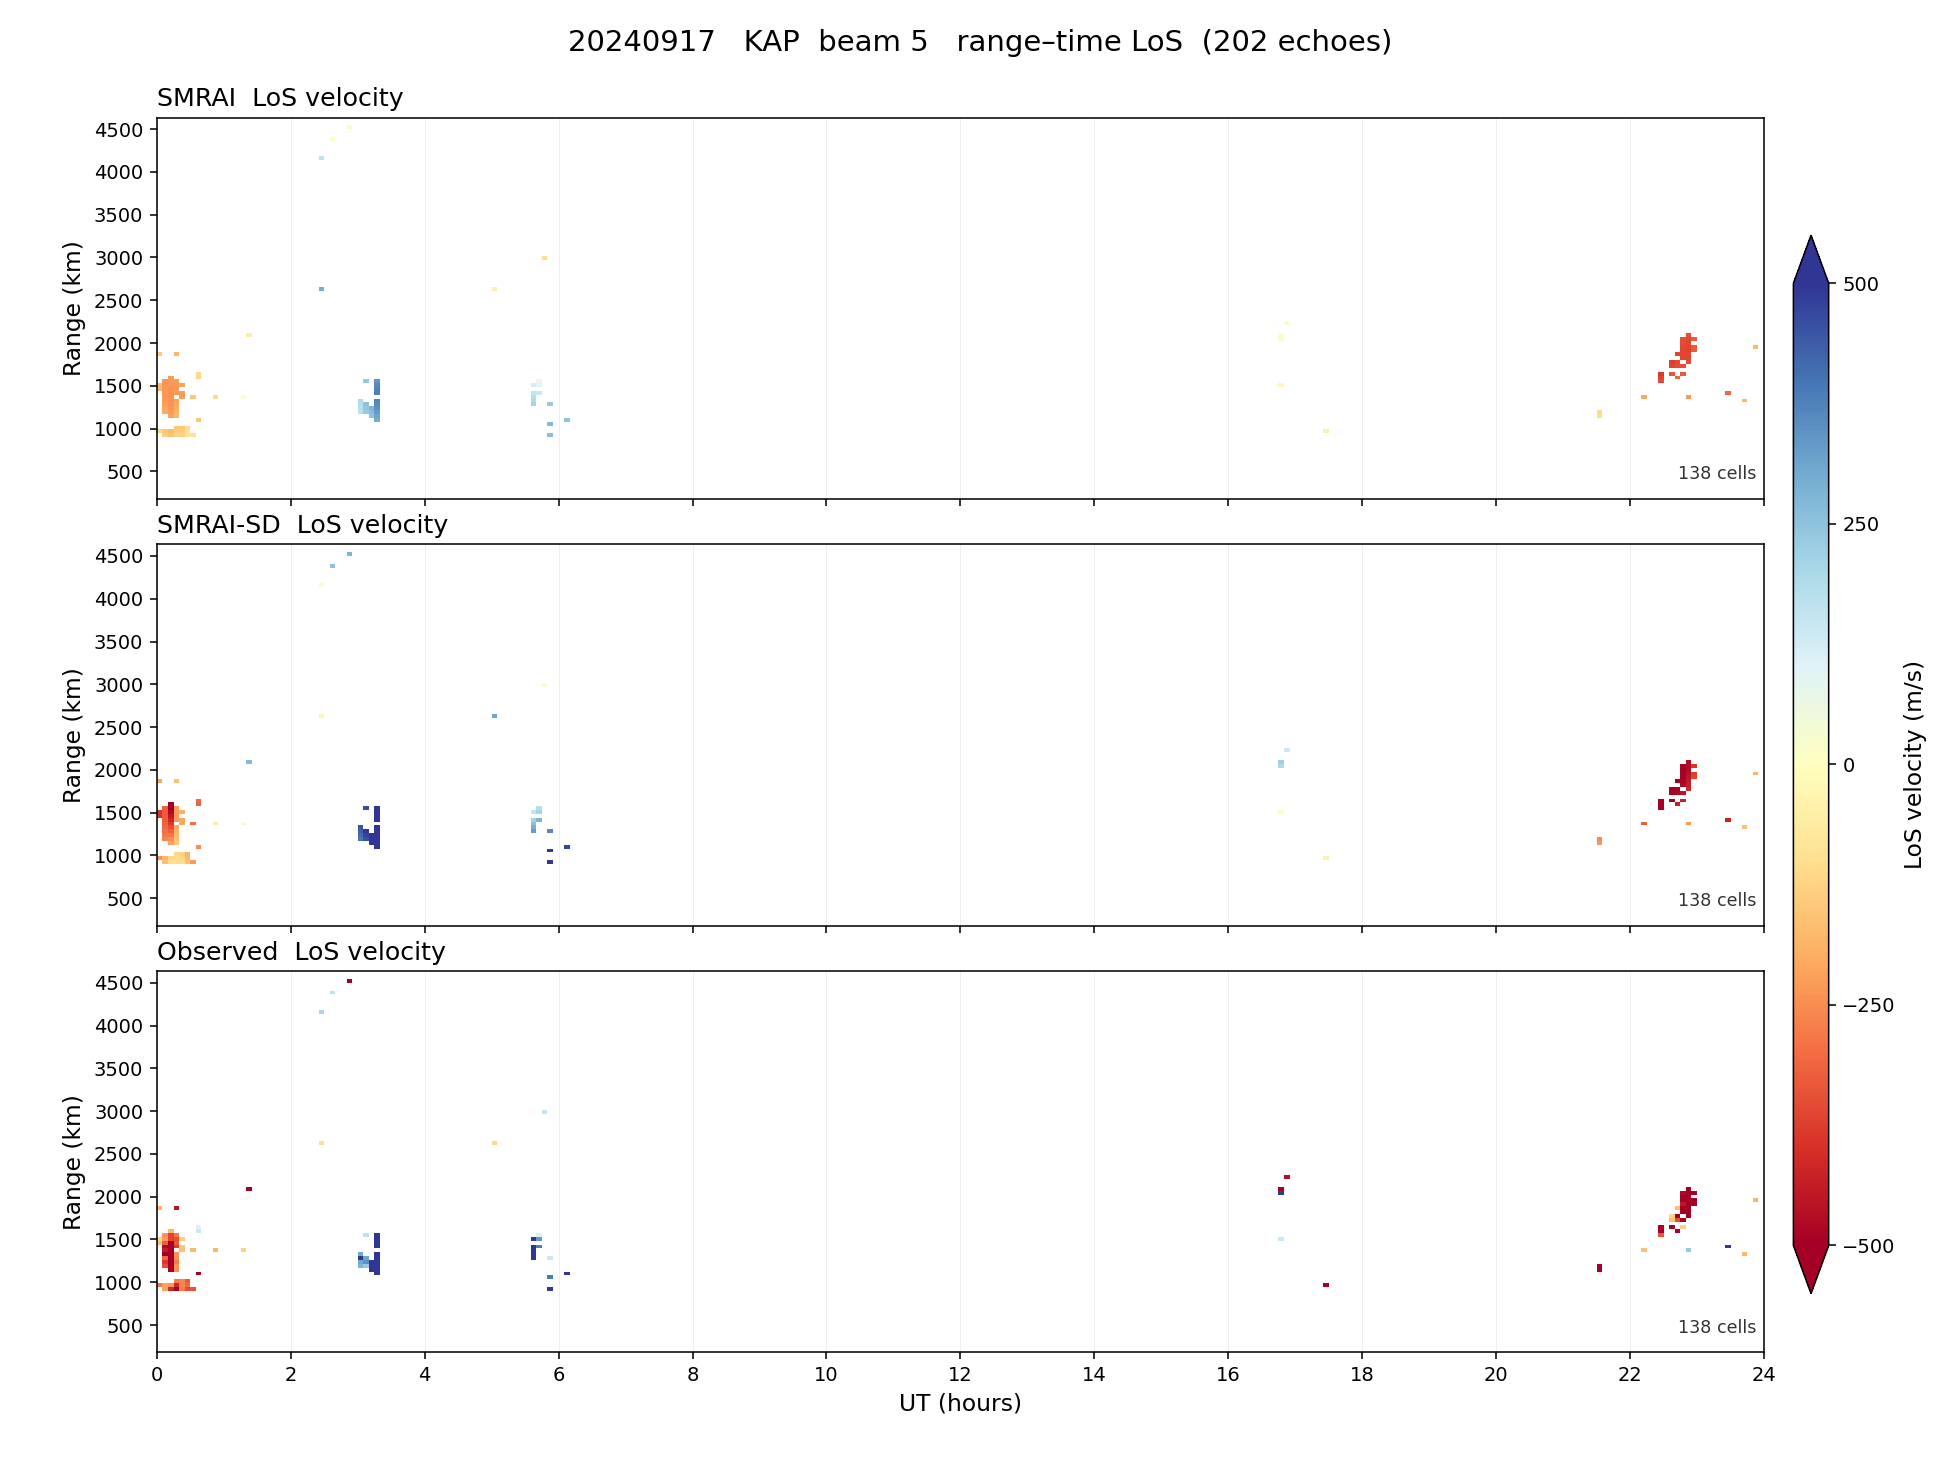 20240917   KAP  beam 5   range–time LoS  (202 echoes)
SMRAI  LoS velocity
4500
4000
3500
3000
2500
2000
1500
1000
500
Range (km)
138 cells
SMRAI-SD  LoS velocity
4500
4000
3500
3000
2500
2000
1500
1000
500
Range (km)
138 cells
Observed  LoS velocity
4500
4000
3500
3000
2500
2000
1500
1000
500
Range (km)
138 cells
0 2 4 6 8 10 12 14 16 18 20 22 24
UT (hours)
500
250
0
−250
−500
LoS velocity (m/s)